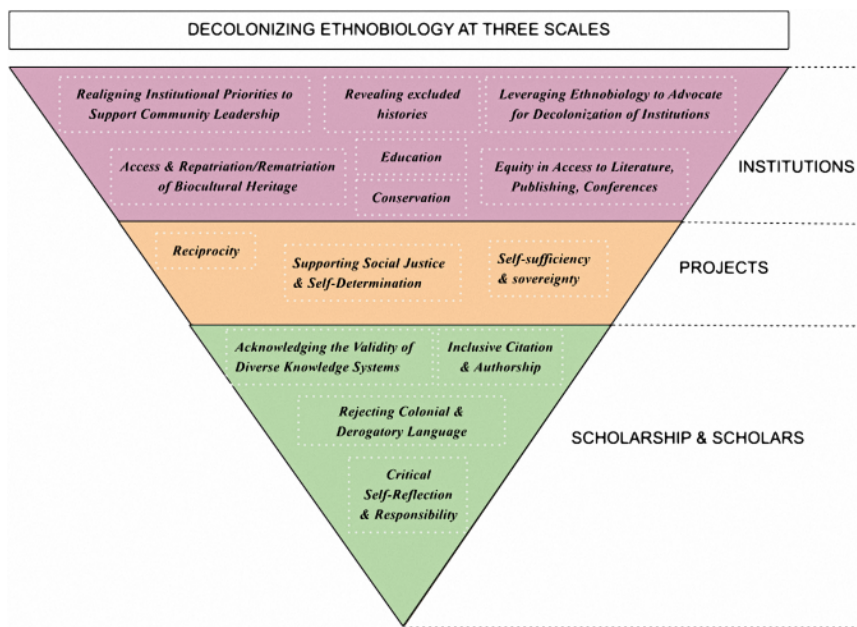 DECOLONIZING ETHNOBIOLOGY AT THREE SCALES
Realigning Institutional Priorities to
Support Community Leadership
Revealing excluded
histories
Leveraging Ethnobiology to Advocate
for Decolonization of Institutions
Access & Repatriation/Rematriation
of Biocultural Heritage
Education
Conservation
Equity in Access to Literature,
Publishing, Conferences
INSTITUTIONS
Reciprocity
Supporting Social Justice
& Self-Determination
Self-sufficiency
& sovereignty
PROJECTS
Acknowledging the Validity of
Diverse Knowledge Systems
Inclusive Citation
& Authorship
Rejecting Colonial &
Derogatory Language
Critical
Self-Reflection
& Responsibility
SCHOLARSHIP & SCHOLARS